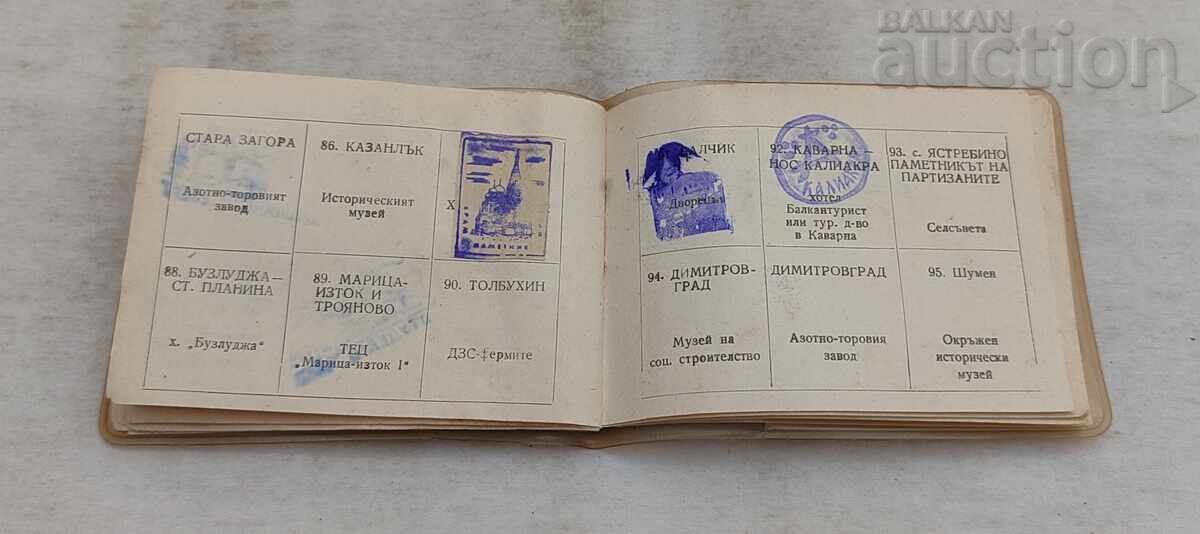 BALKAN
auction
СТАРА ЗАГОРА
Азотно-торовият
завод
86. КАЗАНЛЪК
Историческият
музей
Х
88. БУЗЛУДЖА—
СТ. ПЛАНИНА
х. „Бузлуджа“
89. МАРИЦА-
ИЗТОК И
ТРОЯНОВО
ТЕЦ
„Марица-изток I“
90. ТОЛБУХИН
ДЗС-фермите
АЛЧИК
Дворецът
92. КАВАРНА —
НОС КАЛИАКРА
хотел
Балкантурист
или тур. д-во
в Каварна
93. с. ЯСТРЕБИНО
ПАМЕТНИКЪТ НА
ПАРТИЗАНИТЕ
Селсъвета
94. ДИМИТРОВ-
ГРАД
Музей на
соц. строителство
ДИМИТРОВГРАД
Азотно-торовия
завод
95. Шумен
Окръжен
исторически
музей